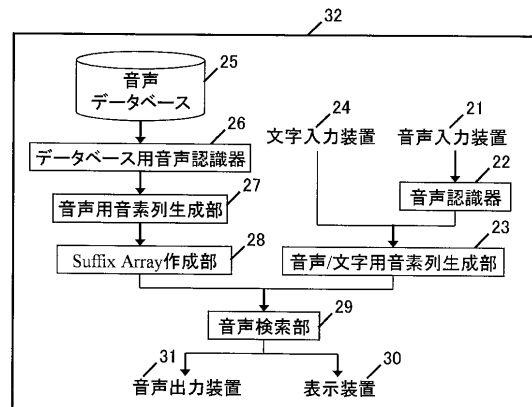 32
音声
データベース
25
26
データベース用音声認識器
27
音声用音素列生成部
28
Suffix Array作成部
24
文字入力装置
21
音声入力装置
22
音声認識器
23
音声/文字用音素列生成部
29
音声検索部
31
音声出力装置
30
表示装置